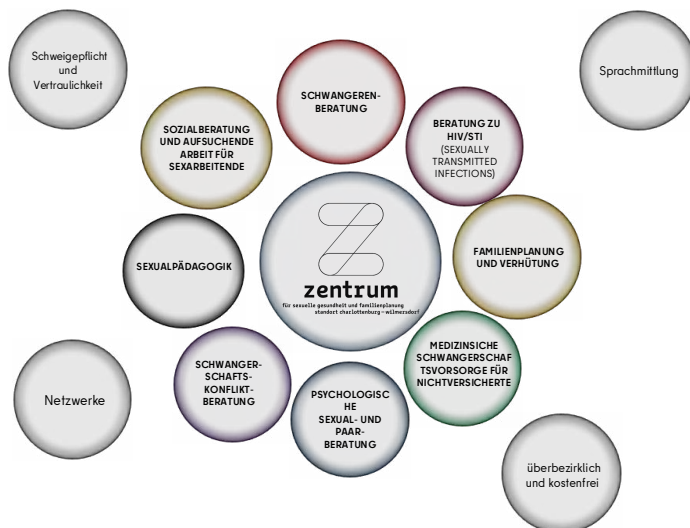 Schweigepflicht
und
Vertraulichkeit
Sprachmittlung
SCHWANGEREN-
BERATUNG
SOZIALBERATUNG
UND AUFSUCHENDE
ARBEIT FÜR
SEXARBEITENDE
BERATUNG ZU
HIV/STI
(SEXUALLY
TRANSMITTED
INFECTIONS)
SEXUALPÄDAGOGIK
zentrum
für sexuelle gesundheit und familienplanung
standort charlottenburg – wilmersdorf
FAMILIENPLANUNG
UND VERHÜTUNG
SCHWANGER-
SCHAFTS-
KONFLIKT-
BERATUNG
MEDIZINSICHE
SCHWANGERSCHAF
TSVORSORGE FÜR
NICHTVERSICHERTE
PSYCHOLOGISC
HE
SEXUAL- UND
PAAR-
BERATUNG
Netzwerke
überbezirklich
und kostenfrei